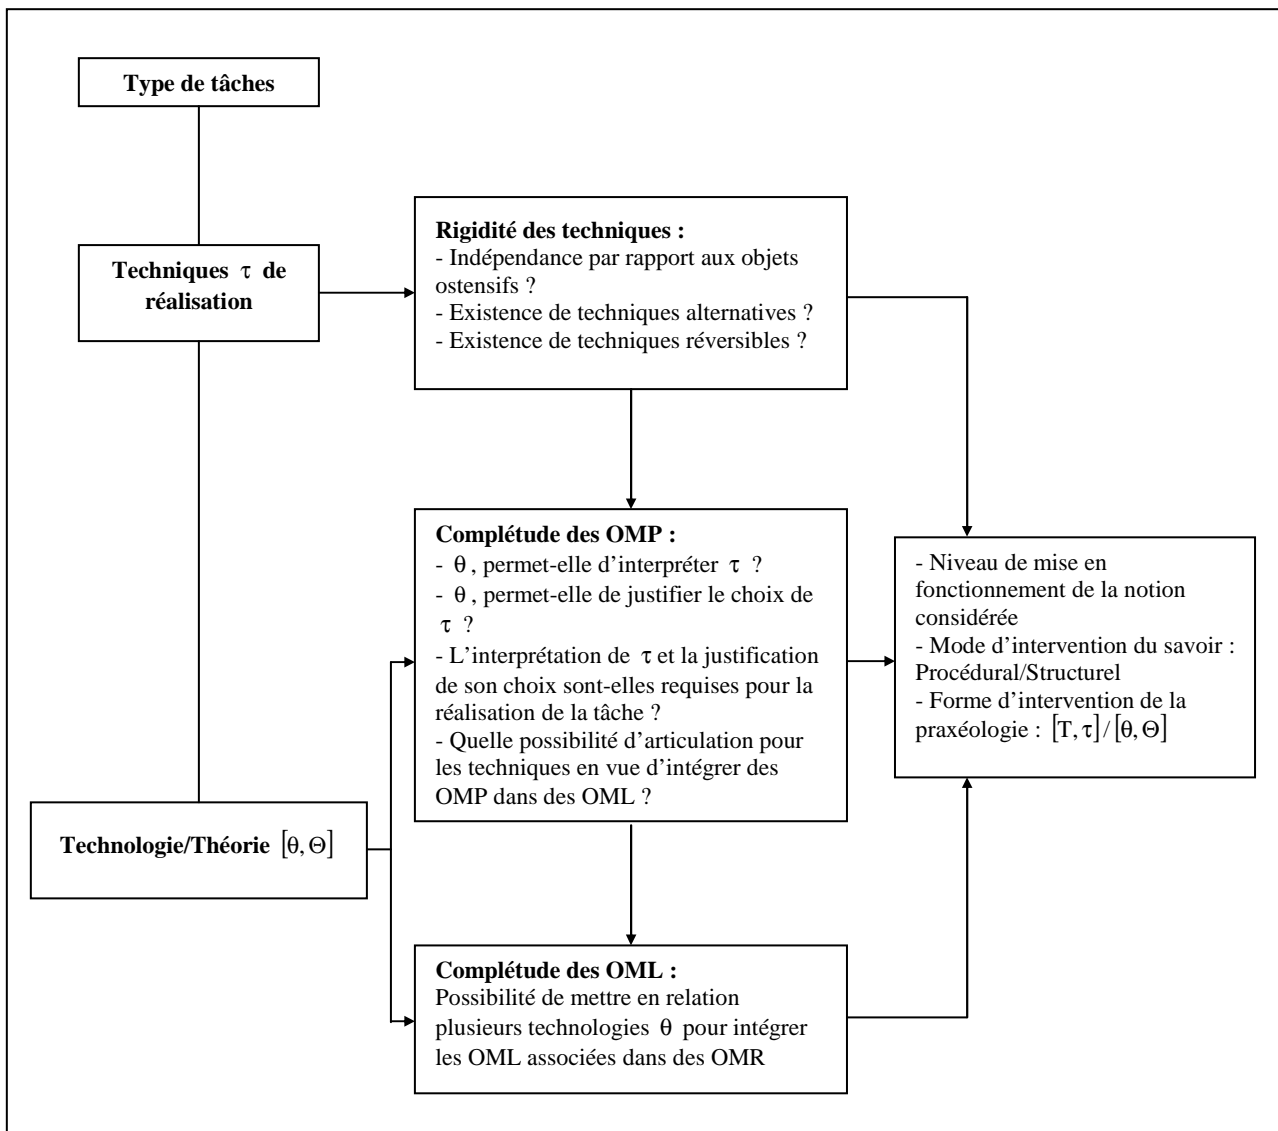 Type de tâches
Techniques τ de
réalisation
Rigidité des techniques :
- Indépendance par rapport aux objets
ostensifs ?
- Existence de techniques alternatives ?
- Existence de techniques réversibles ?
Complétude des OMP :
- θ, permet-elle d’interpréter τ ?
- θ, permet-elle de justifier le choix de
τ ?
- L’interprétation de τ et la justification
de son choix sont-elles requises pour la
réalisation de la tâche ?
- Quelle possibilité d’articulation pour
les techniques en vue d’intégrer des
OMP dans des OML ?
- Niveau de mise en
fonctionnement de la notion
considérée
- Mode d’intervention du savoir :
Procédural/Structurel
- Forme d’intervention de la
praxéologie : [T, τ]/[θ, Θ]
Technologie/Théorie [θ, Θ]
Complétude des OML :
Possibilité de mettre en relation
plusieurs technologies θ pour intégrer
les OML associées dans des OMR